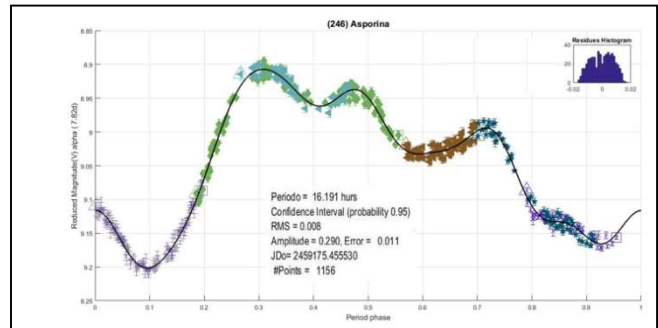 (246) Asporina
8.85
8.9
8.95
9
9.05
9.1
9.15
9.2
9.25
Reduced Magnitude(V) alpha ( 7.82d)
Residues Histogram
40
20
0
-0.02 0 0.02
Periodo = 16.191 hurs
Confidence Interval (probability 0.95)
RMS = 0.008
Amplitude = 0.290, Error = 0.011
JDo= 2459175.455530
#Points = 1156
0 0.1 0.2 0.3 0.4 0.5 0.6 0.7 0.8 0.9 1
Period phase